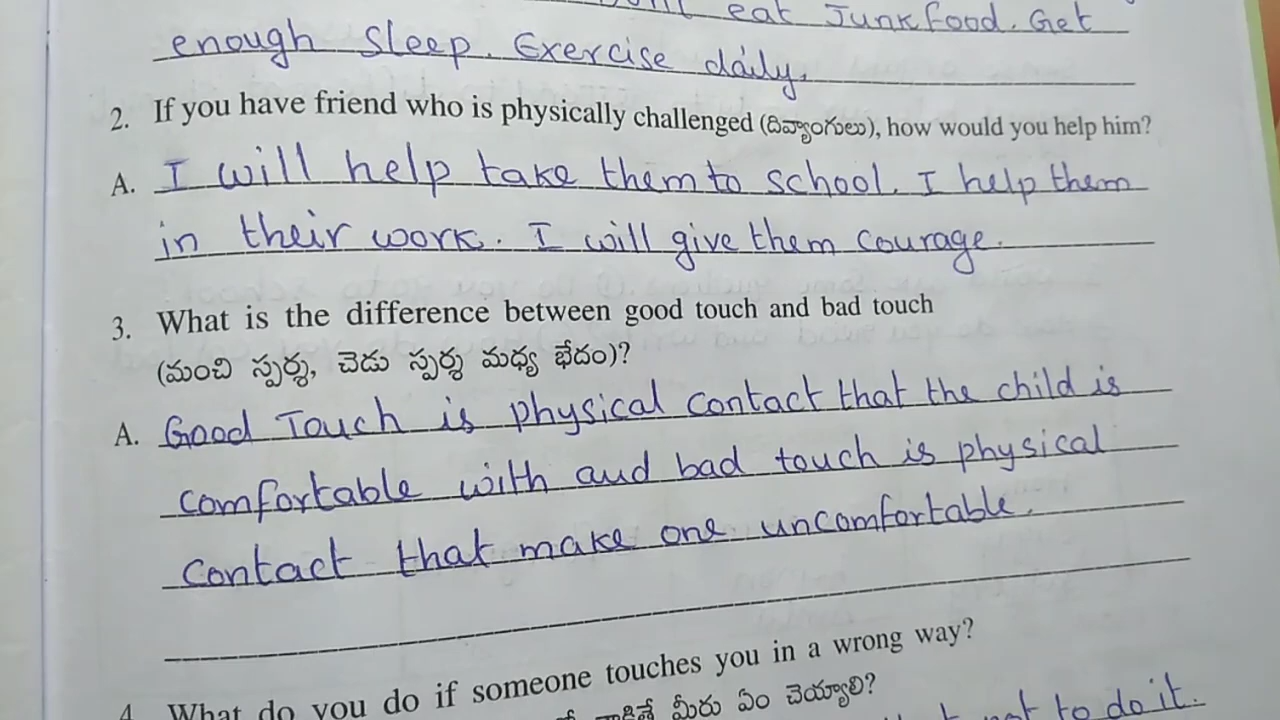 eat Junk food. Get
enough sleep. Exercise daily.
2. If you have friend who is physically challenged (దివ్యాంగులు), how would you help him?
A. I will help take them to school. I help them
in their work. I will give them courage.
3. What is the difference between good touch and bad touch
(మంచి స్పర్శ, చెడు స్పర్శ మధ్య భేదం)?
A. Good Touch is physical contact that the child is
comfortable with and bad touch is physical
contact that make one uncomfortable.
4. What do you do if someone touches you in a wrong way?
మీరు ఏం చెయ్యాలి?
not to do it.